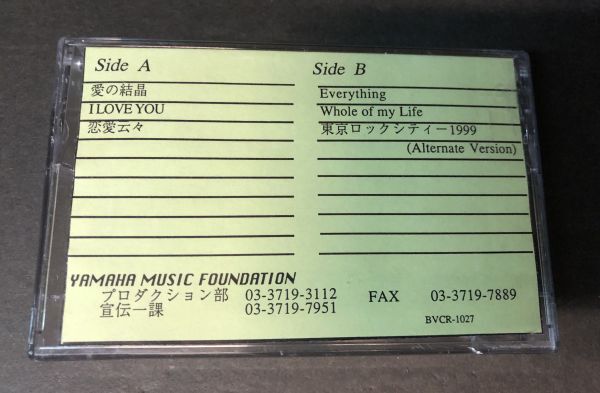 Side A
愛の結晶
I LOVE YOU
恋愛云々
Side B
Everything
Whole of my Life
東京ロックシティー1999
(Alternate Version)
YAMAHA MUSIC FOUNDATION
プロダクション部 03-3719-3112 FAX 03-3719-7889
宣伝一課 03-3719-7951
BVCR-1027